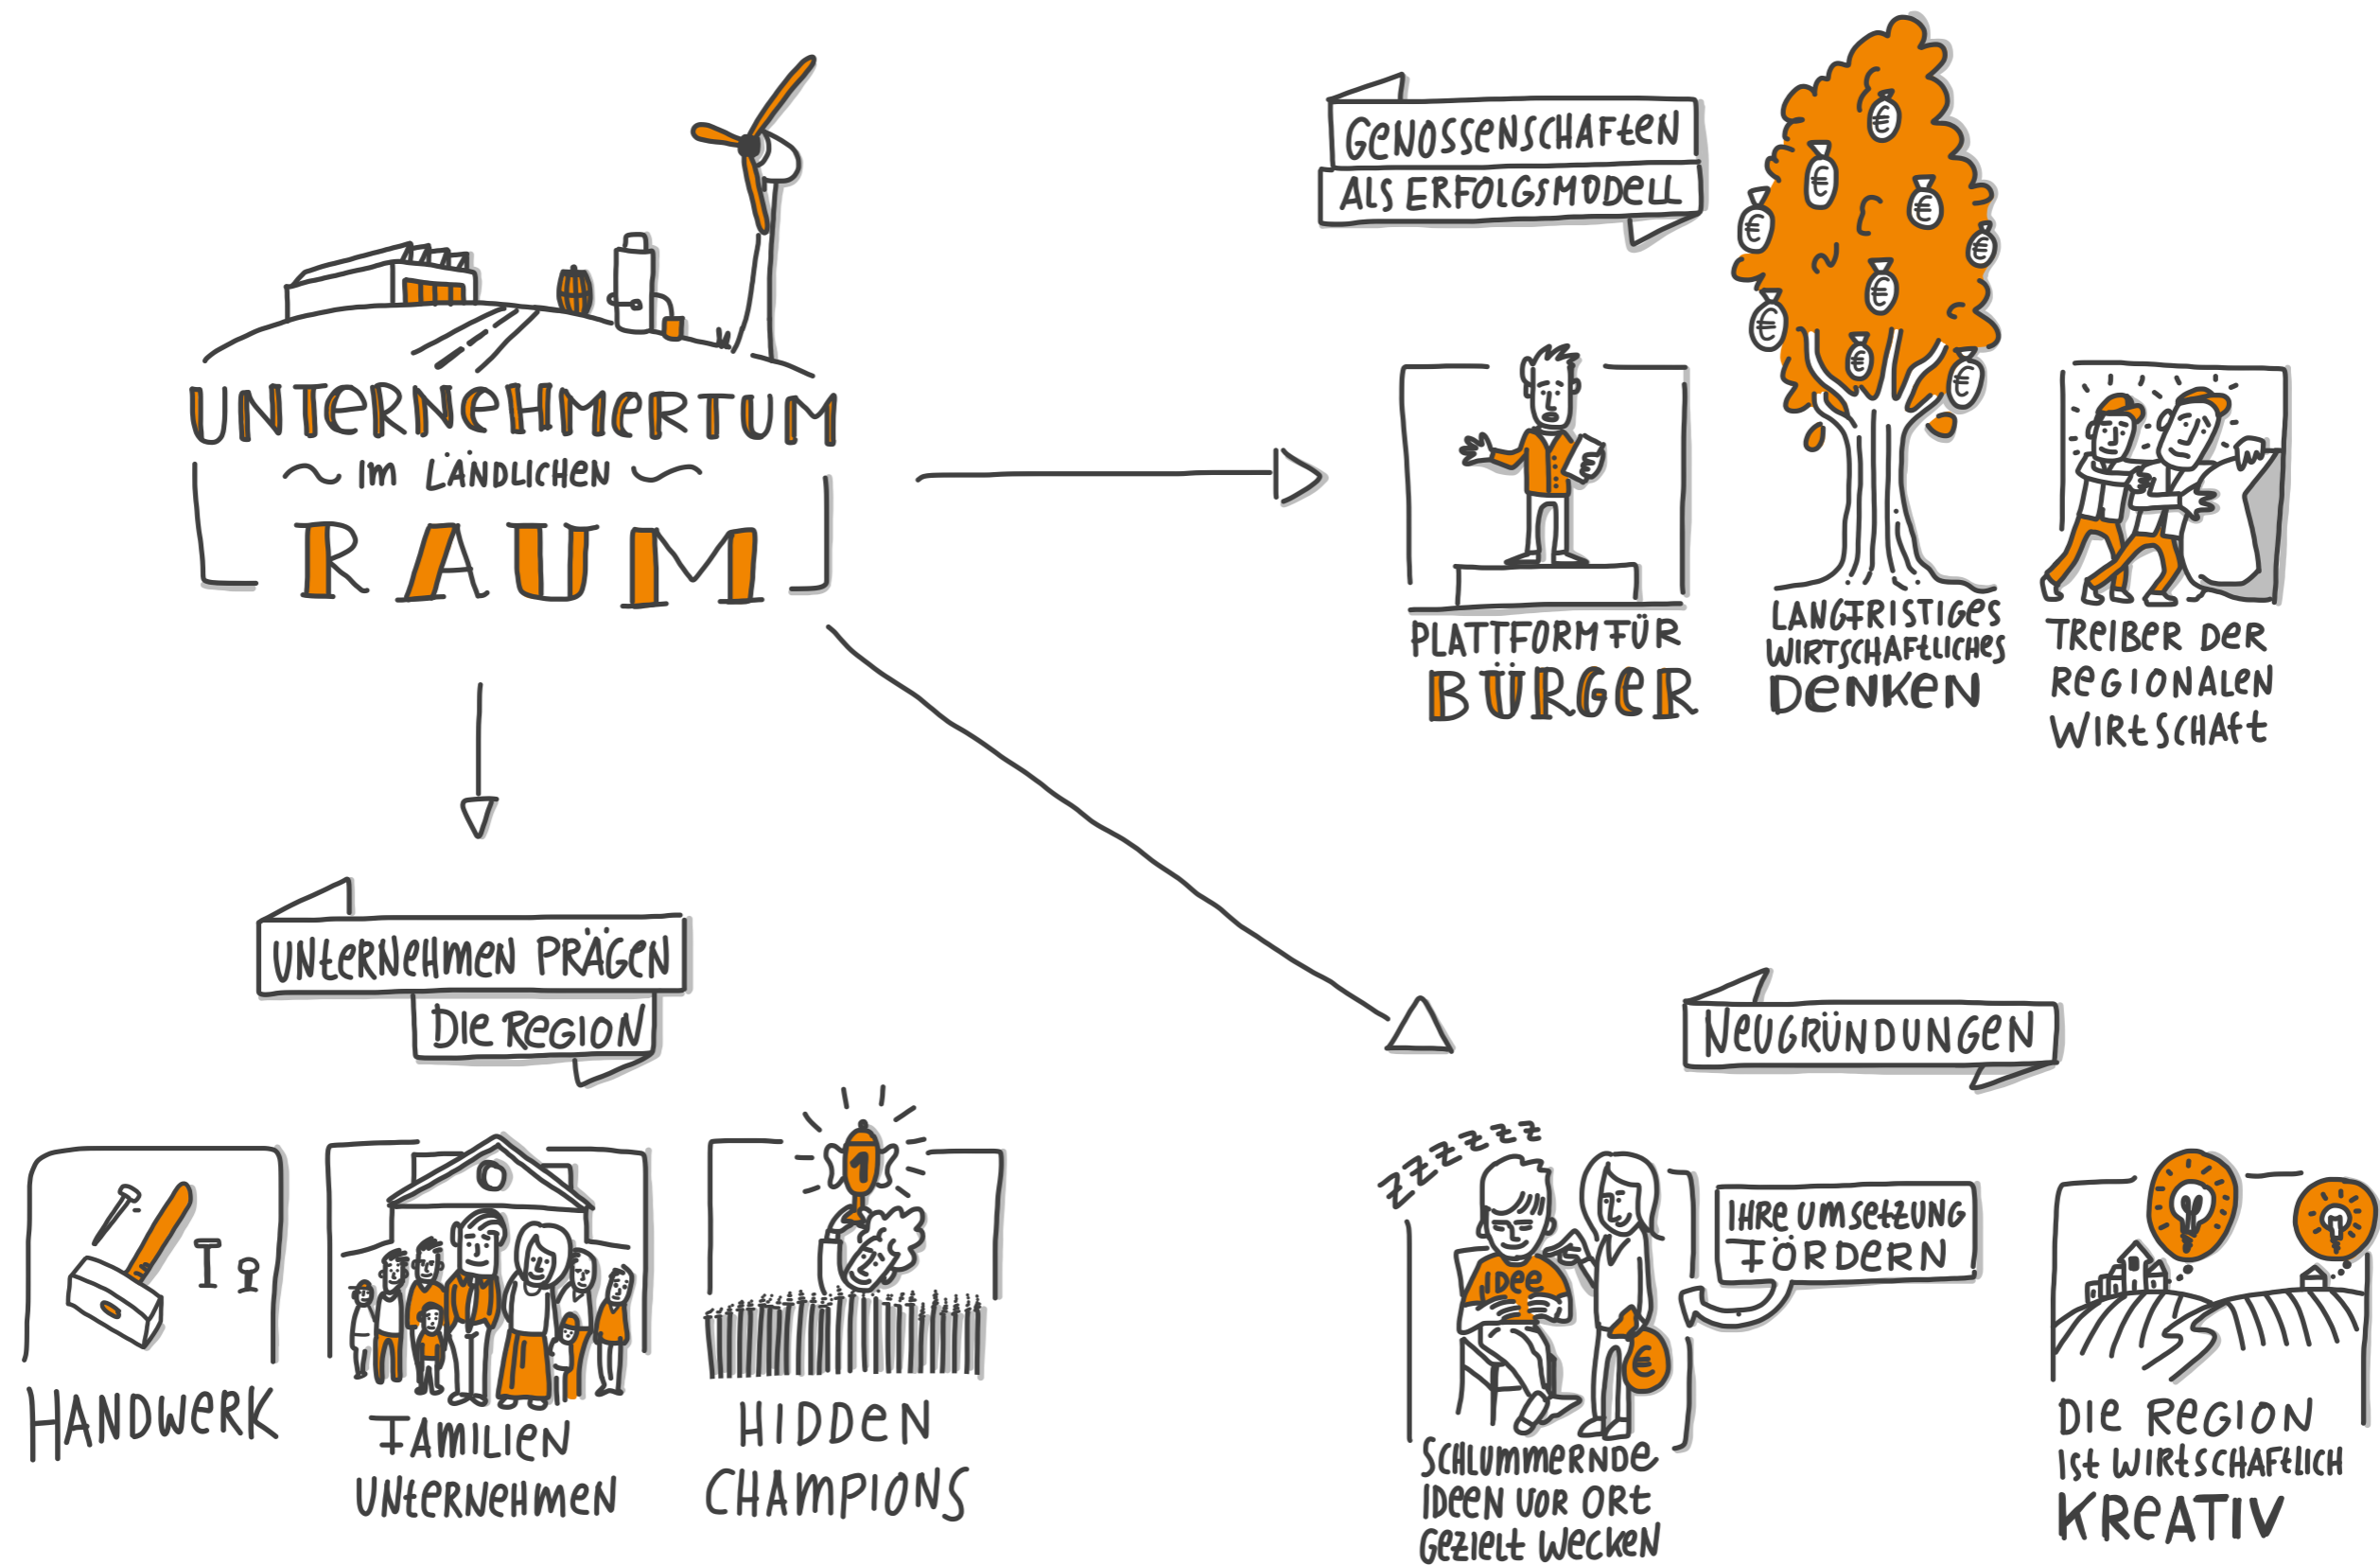 UNTERNEHMERTUM
IM LÄNDLICHEN
RAUM
GENOSSENSCHAFTEN
ALS ERFOLGSMODELL
€
€
€
€
€
€
€
€
€
PLATTFORM FÜR
BÜRGER
LANGFRISTIGES
WIRTSCHAFTLICHES
DENKEN
TREIBER DER
REGIONALEN
WIRTSCHAFT
UNTERNEHMEN PRÄGEN
DIE REGION
HANDWERK
FAMILIEN
UNTERNEHMEN
1
HIDDEN
CHAMPIONS
NEUGRÜNDUNGEN
ZZZZZZZ
IDEE
€
IHRE UMSETZUNG
FÖRDERN
SCHLUMMERNDE
IDEEN VOR ORT
GEZIELT WECKEN
DIE REGION
IST WIRTSCHAFTLICH
KREATIV